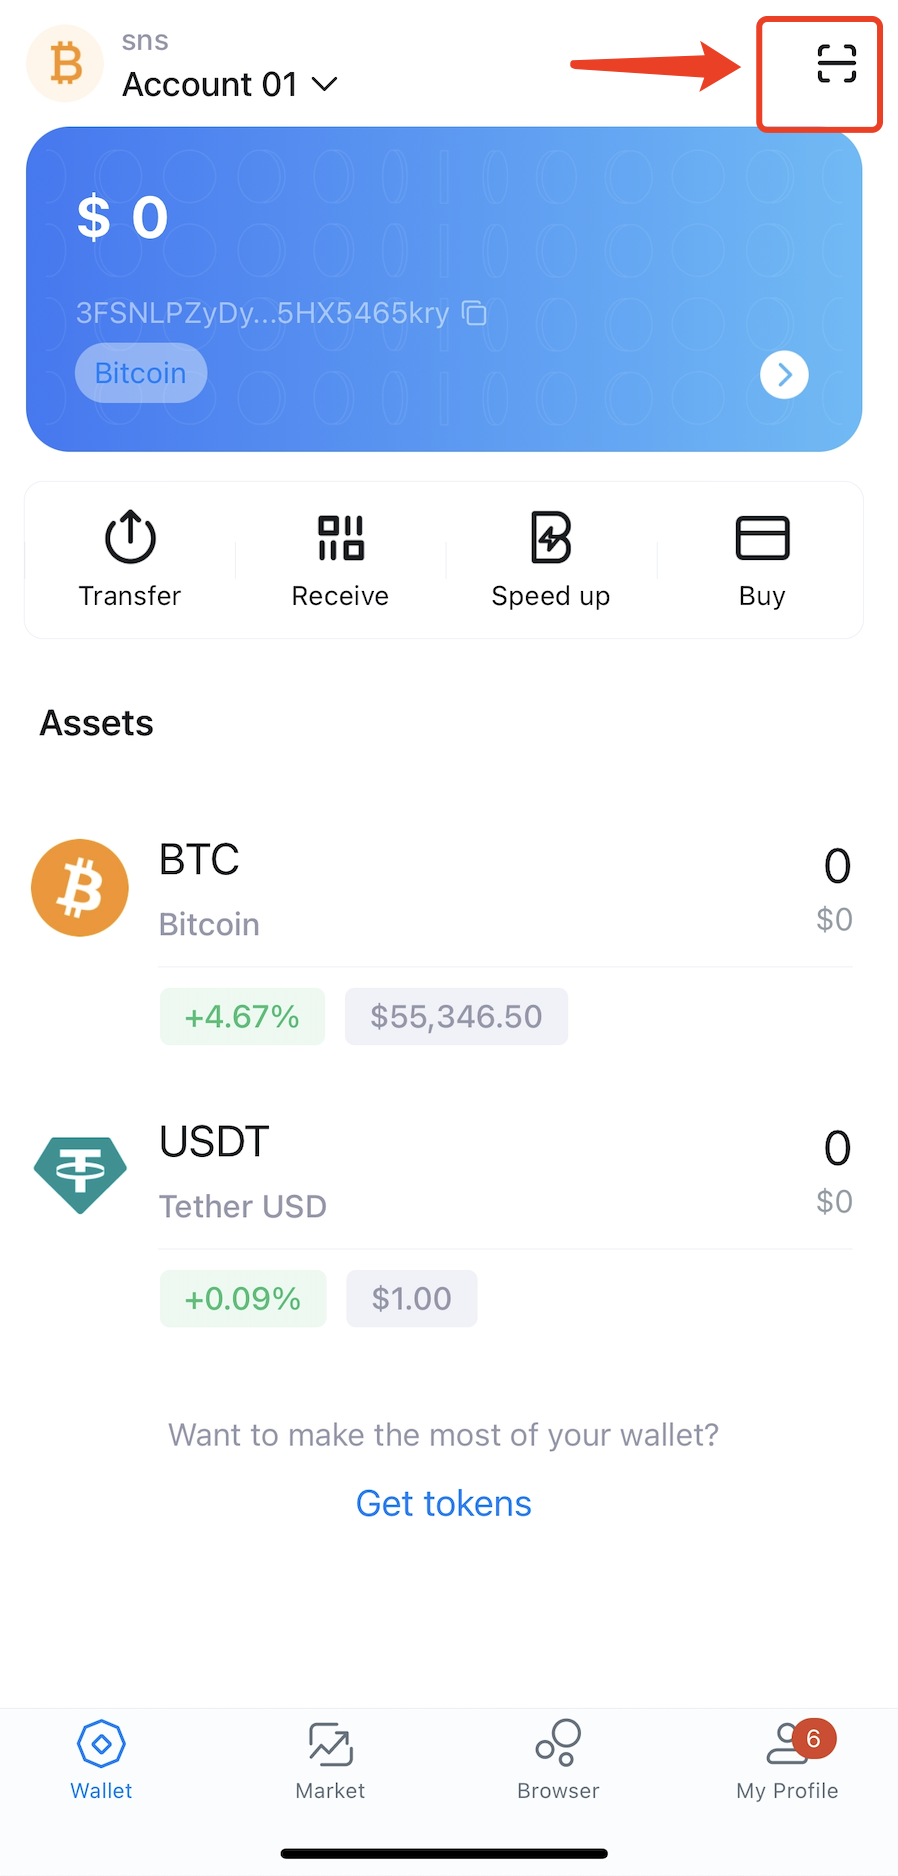 sns
Account 01
$ 0
3FSNLPZyDy...5HX5465kry
Bitcoin
Transfer Receive Speed up Buy
Assets
BTC 0
Bitcoin $0
+4.67% $55,346.50
USDT 0
Tether USD $0
+0.09% $1.00
Want to make the most of your wallet?
Get tokens
6
Wallet Market Browser My Profile